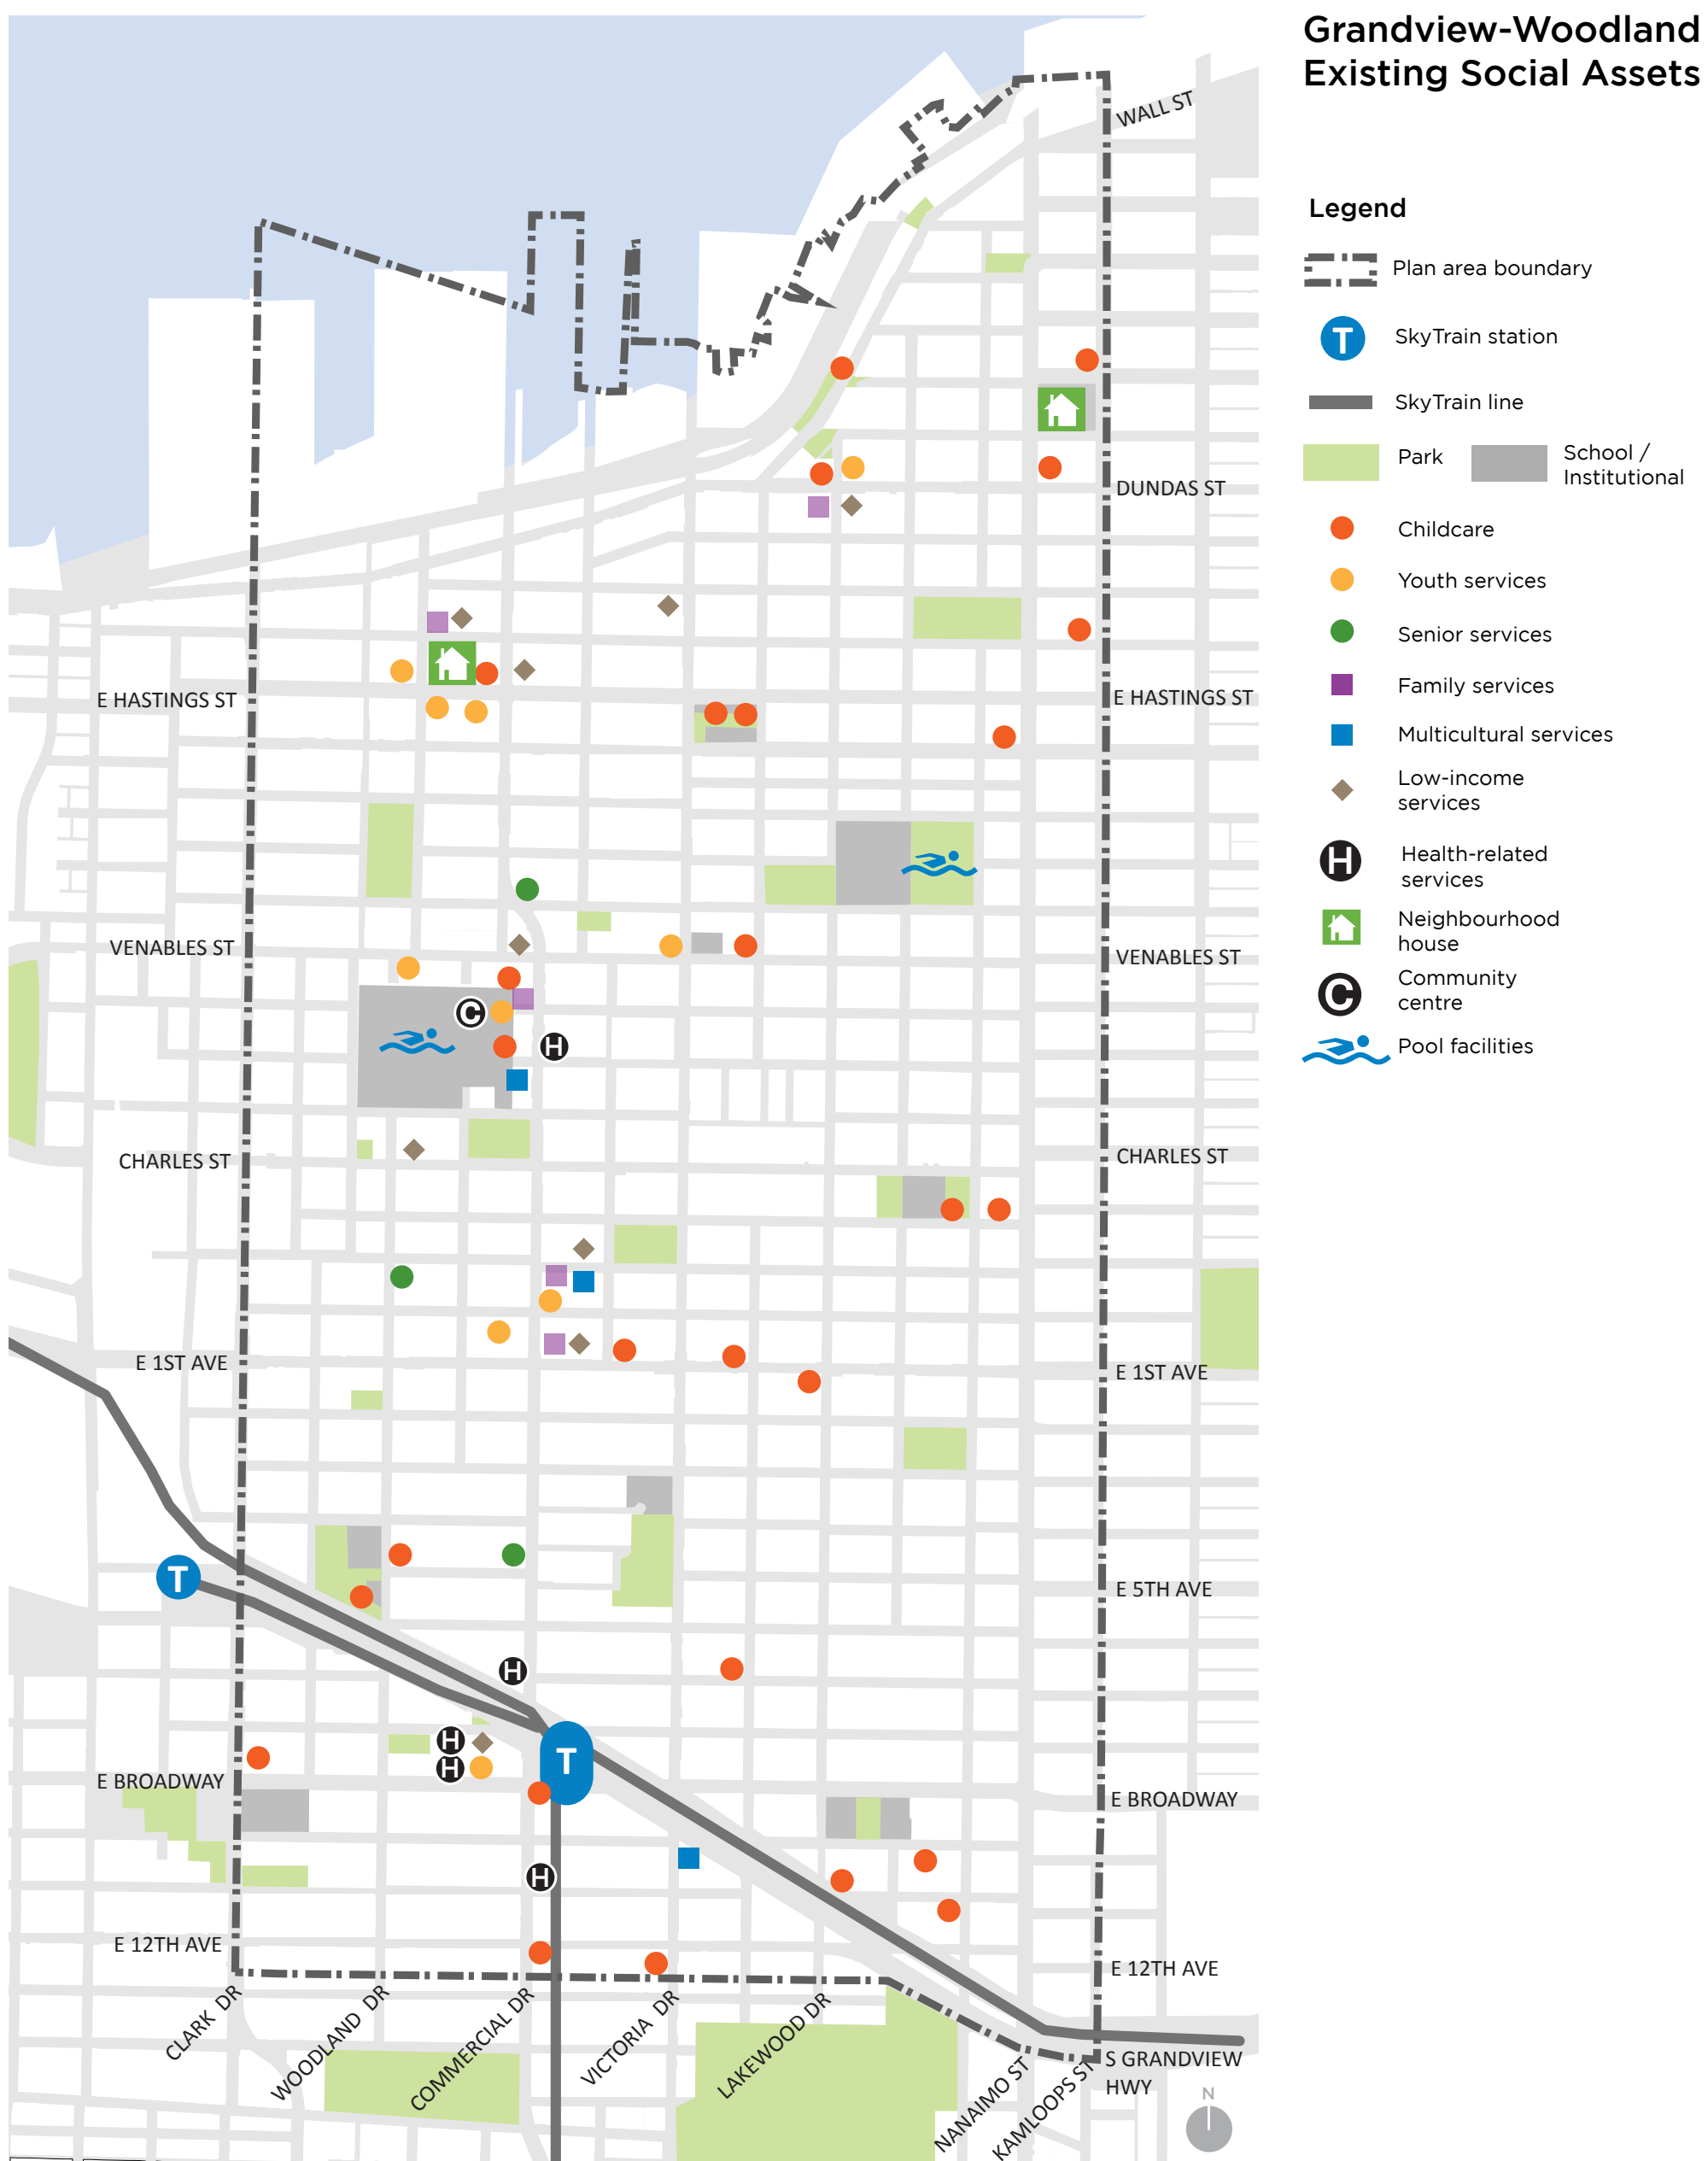 Grandview-Woodland
Existing Social Assets
Legend
Plan area boundary
T
SkyTrain station
SkyTrain line
Park
School /
Institutional
Childcare
Youth services
Senior services
Family services
Multicultural services
Low-income
services
H
Health-related
services
Neighbourhood
house
C
Community
centre
Pool facilities
WALL ST
DUNDAS ST
E HASTINGS ST
E HASTINGS ST
VENABLES ST
VENABLES ST
C
H
CHARLES ST
CHARLES ST
E 1ST AVE
E 1ST AVE
T
E 5TH AVE
H
H
H
T
E BROADWAY
E BROADWAY
H
E 12TH AVE
E 12TH AVE
CLARK DR
WOODLAND DR
COMMERCIAL DR
VICTORIA DR
LAKEWOOD DR
NANAIMO ST
KAMLOOPS ST
S GRANDVIEW
HWY
N